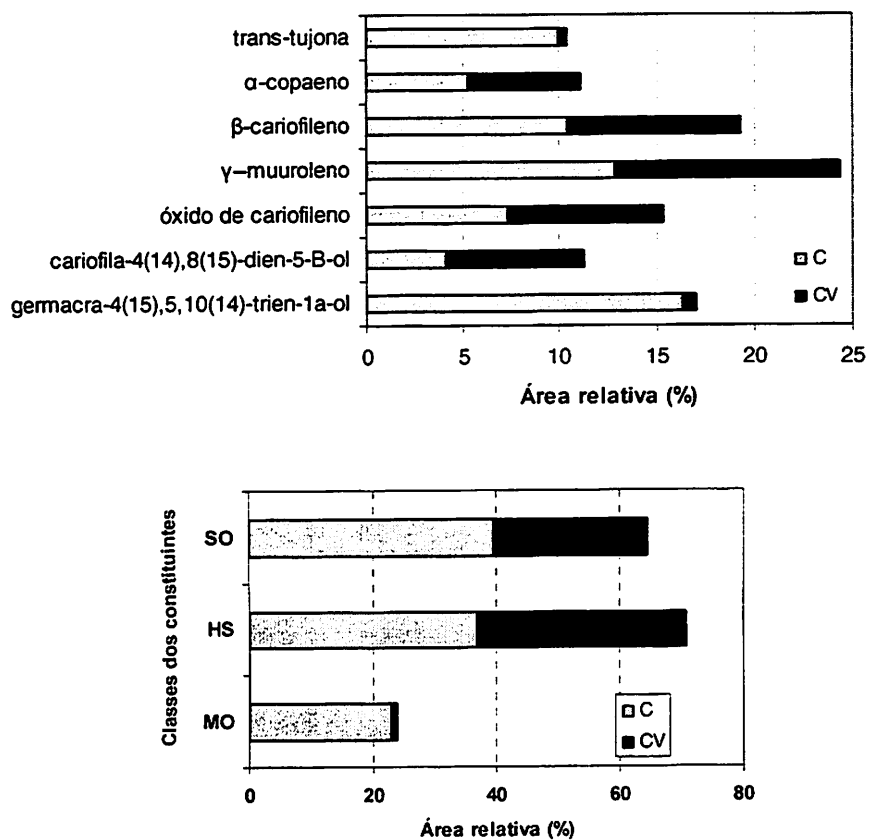 trans-tujona
α-copaeno
β-cariofileno
γ–muuroleno
óxido de cariofileno
cariofila-4(14),8(15)-dien-5-B-ol
germacra-4(15),5,10(14)-trien-1a-ol
C
CV
0 5 10 15 20 25
Área relativa (%)
Classes dos constituintes
SO
HS
MO
C
CV
0 20 40 60 80
Área relativa (%)